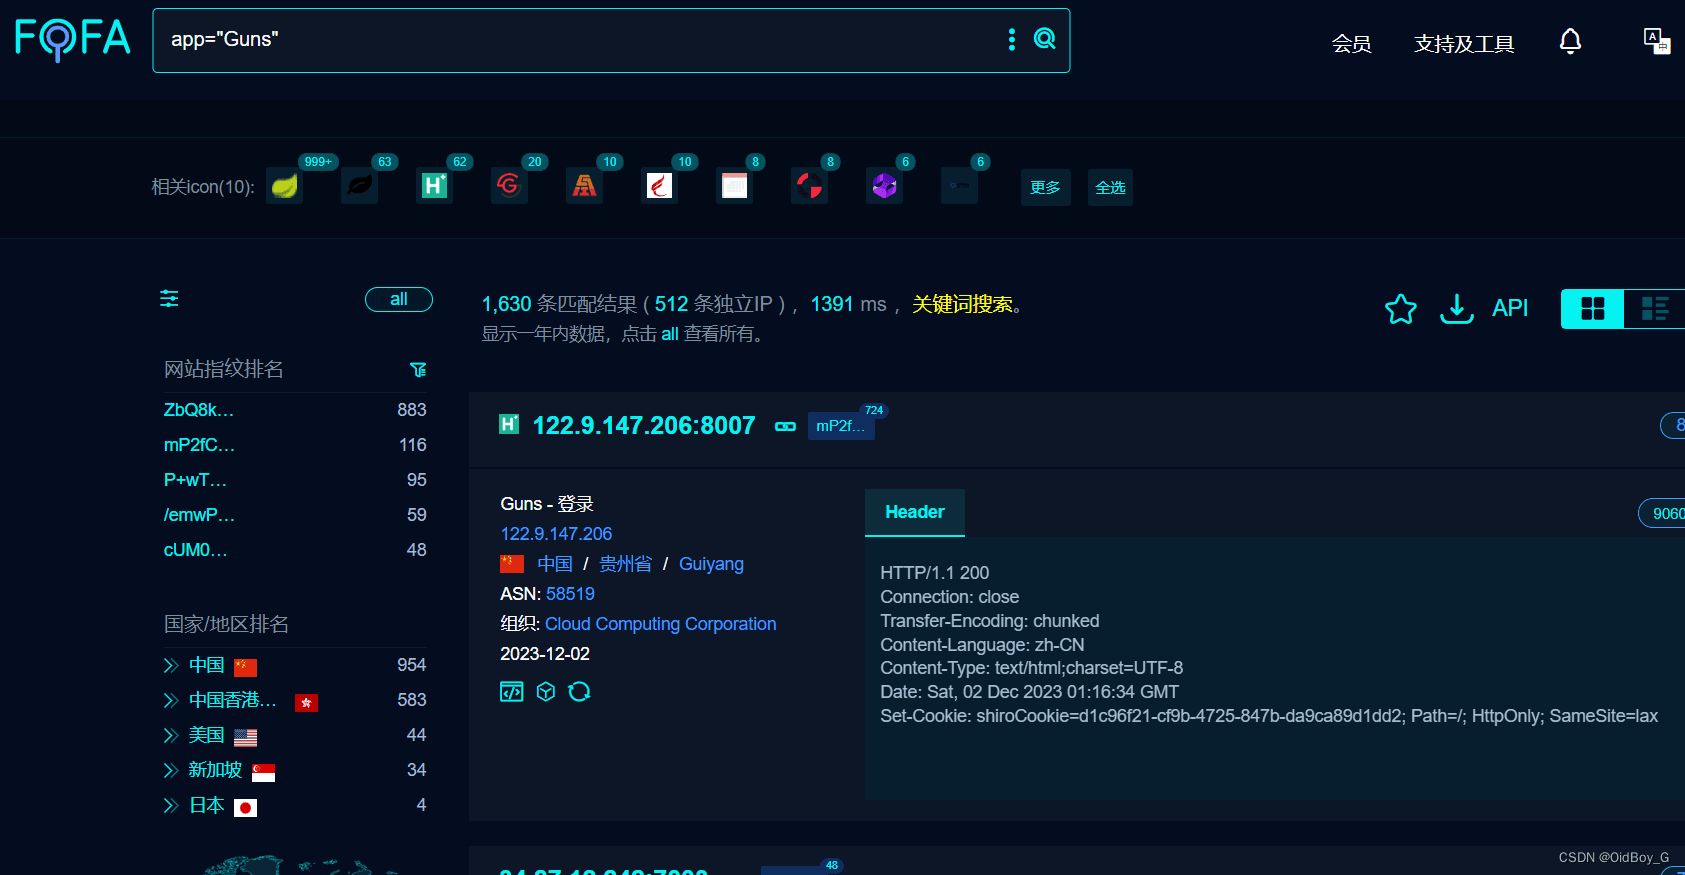 FOFA
app="Guns"
会员
支持及工具
相关icon(10):
999+
63
62
20
10
10
8
8
6
6
更多
全选
all
1,630 条匹配结果 ( 512 条独立IP ) ，1391 ms ，关键词搜索。
显示一年内数据，点击 all 查看所有。
API
网站指纹排名
ZbQ8k... 883
mP2fC... 116
P+wT... 95
/emwP... 59
cUM0... 48
国家/地区排名
中国 954
中国香港... 583
美国 44
新加坡 34
日本 4
122.9.147.206:8007
mP2f...
724
Guns - 登录
122.9.147.206
中国 / 贵州省 / Guiyang
ASN: 58519
组织: Cloud Computing Corporation
2023-12-02
Header
9060
HTTP/1.1 200
Connection: close
Transfer-Encoding: chunked
Content-Language: zh-CN
Content-Type: text/html;charset=UTF-8
Date: Sat, 02 Dec 2023 01:16:34 GMT
Set-Cookie: shiroCookie=d1c96f21-cf9b-4725-847b-da9ca89d1dd2; Path=/; HttpOnly; SameSite=lax
48
CSDN @OidBoy_G